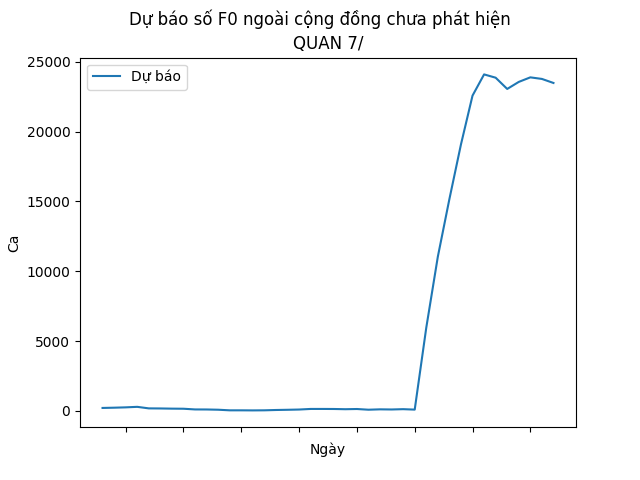 Dự báo số F0 ngoài cộng đồng chưa phát hiện
QUAN 7/
25000
Dự báo
20000
15000
Ca
10000
5000
0
Ngày